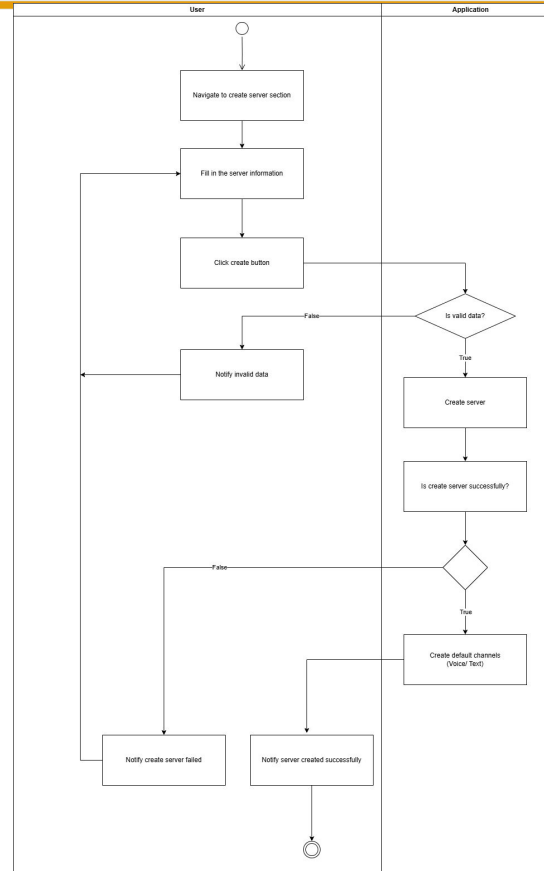 User
Application
Navigate to create server section
Fill in the server information
Click create button
Is valid data?
False
True
Notify invalid data
Create server
Is create server successfully?
False
True
Create default channels
(Voice/ Text)
Notify create server failed
Notify server created successfully